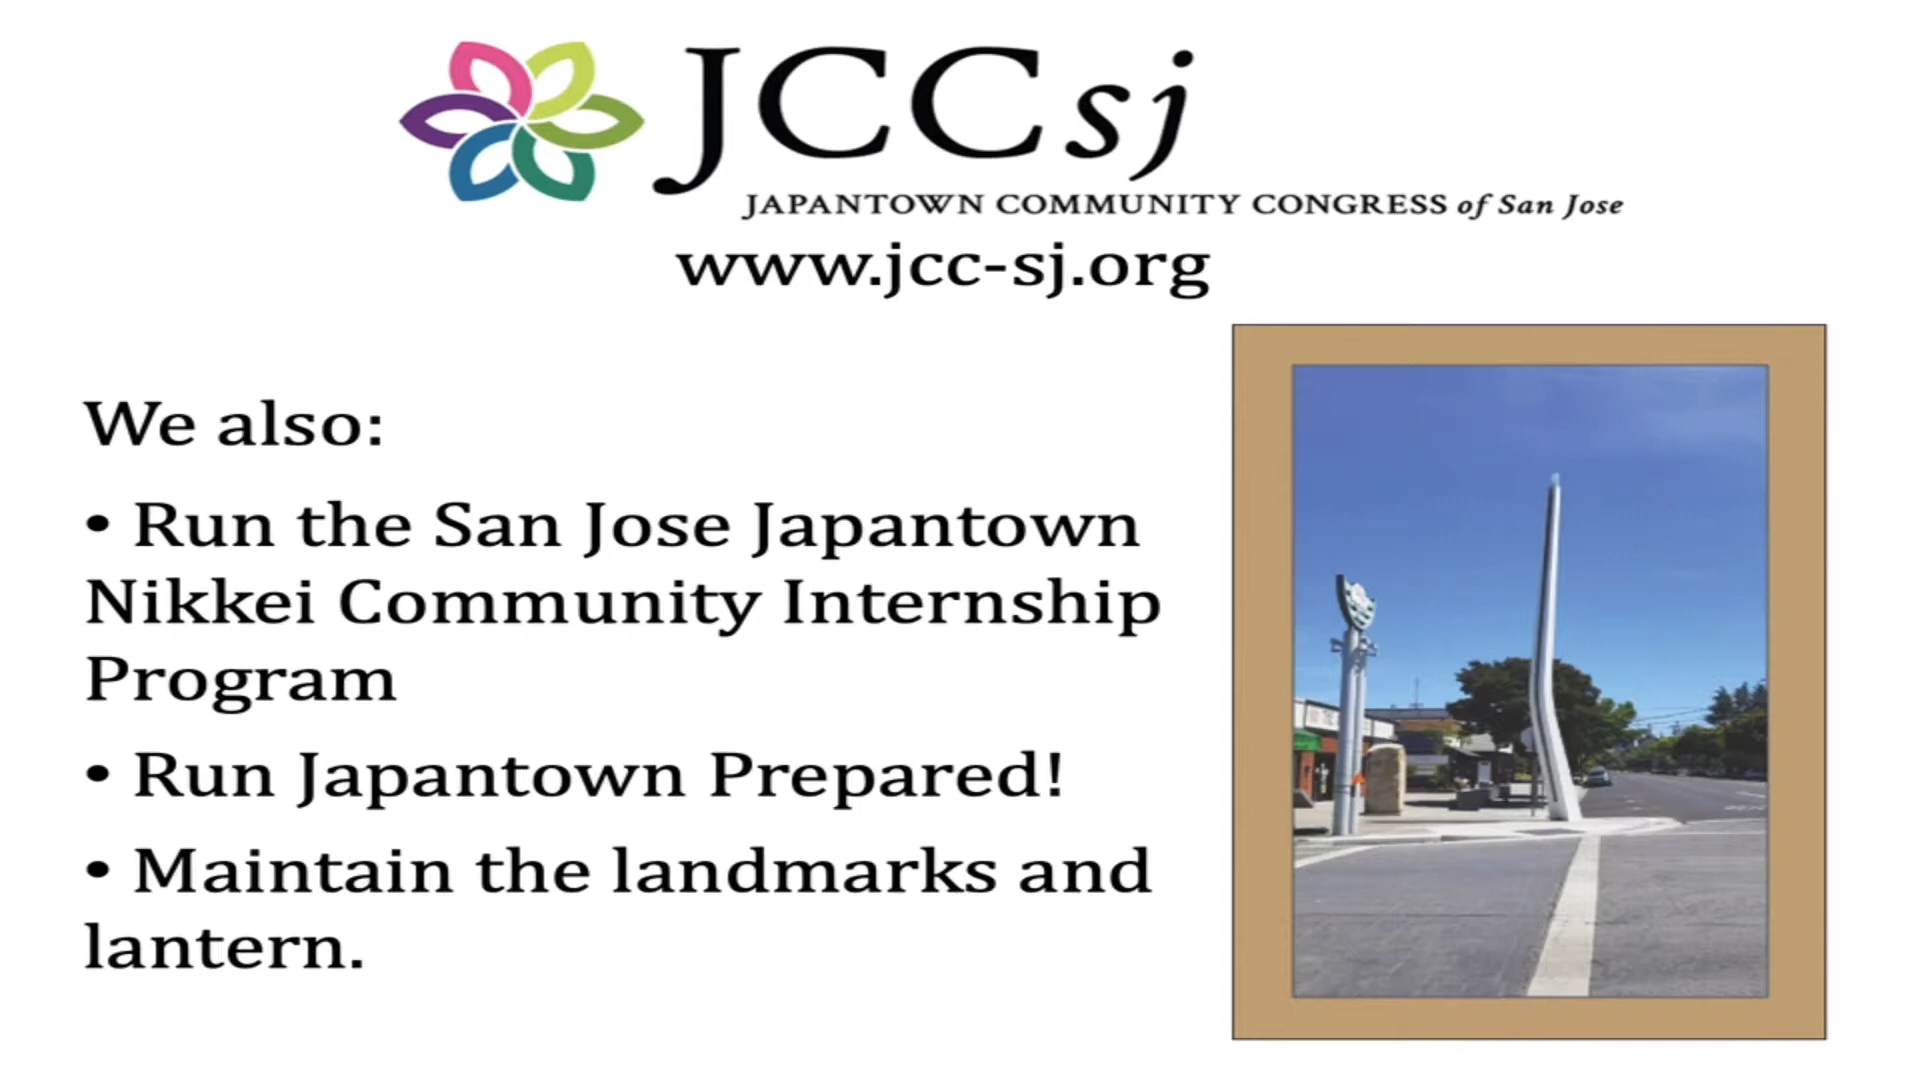 JCCsj
JAPANTOWN COMMUNITY CONGRESS of San Jose
www.jcc-sj.org
We also:
• Run the San Jose Japantown
Nikkei Community Internship
Program
• Run Japantown Prepared!
• Maintain the landmarks and
lantern.